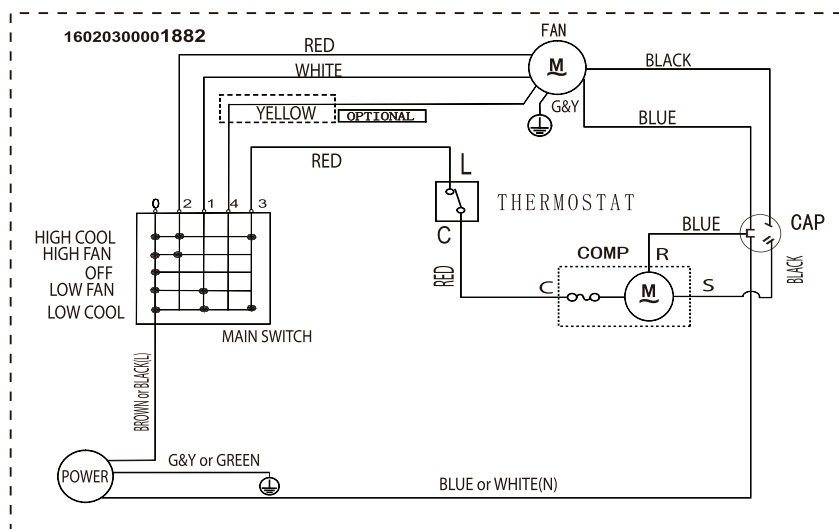 16020300001882
FAN
RED
M
BLACK
WHITE
G&Y
YELLOW
OPTIONAL
BLUE
RED
L
0 2 1 4 3
THERMOSTAT
C
CAP
BLUE
HIGH COOL
HIGH FAN
OFF
LOW FAN
LOW COOL
COMP R
RED
C
M
S
BLACK
MAIN SWITCH
BROWN or BLACK(L)
G&Y or GREEN
POWER
BLUE or WHITE(N)